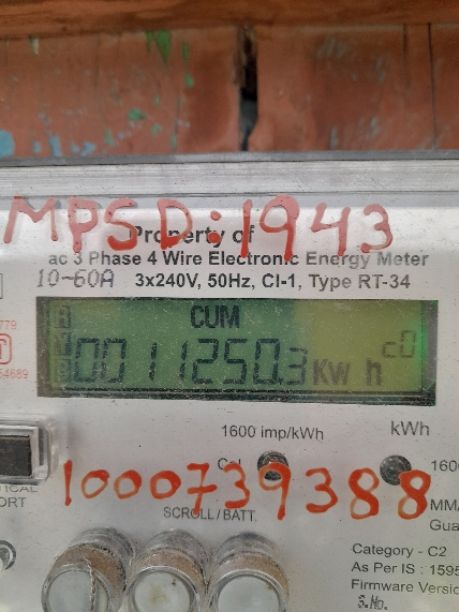 MPSD:1943
Property of
ac 3 Phase 4 Wire Electronic Energy Meter
10-60A 3x240V, 50Hz, Cl-1, Type RT-34
CUM
0011250.3 Kw h
1600 imp/kWh kWh
Cal
1000739388
SCROLL/BATT.
Category - C2
As Per IS : 1595
Firmware Versio
S.No.